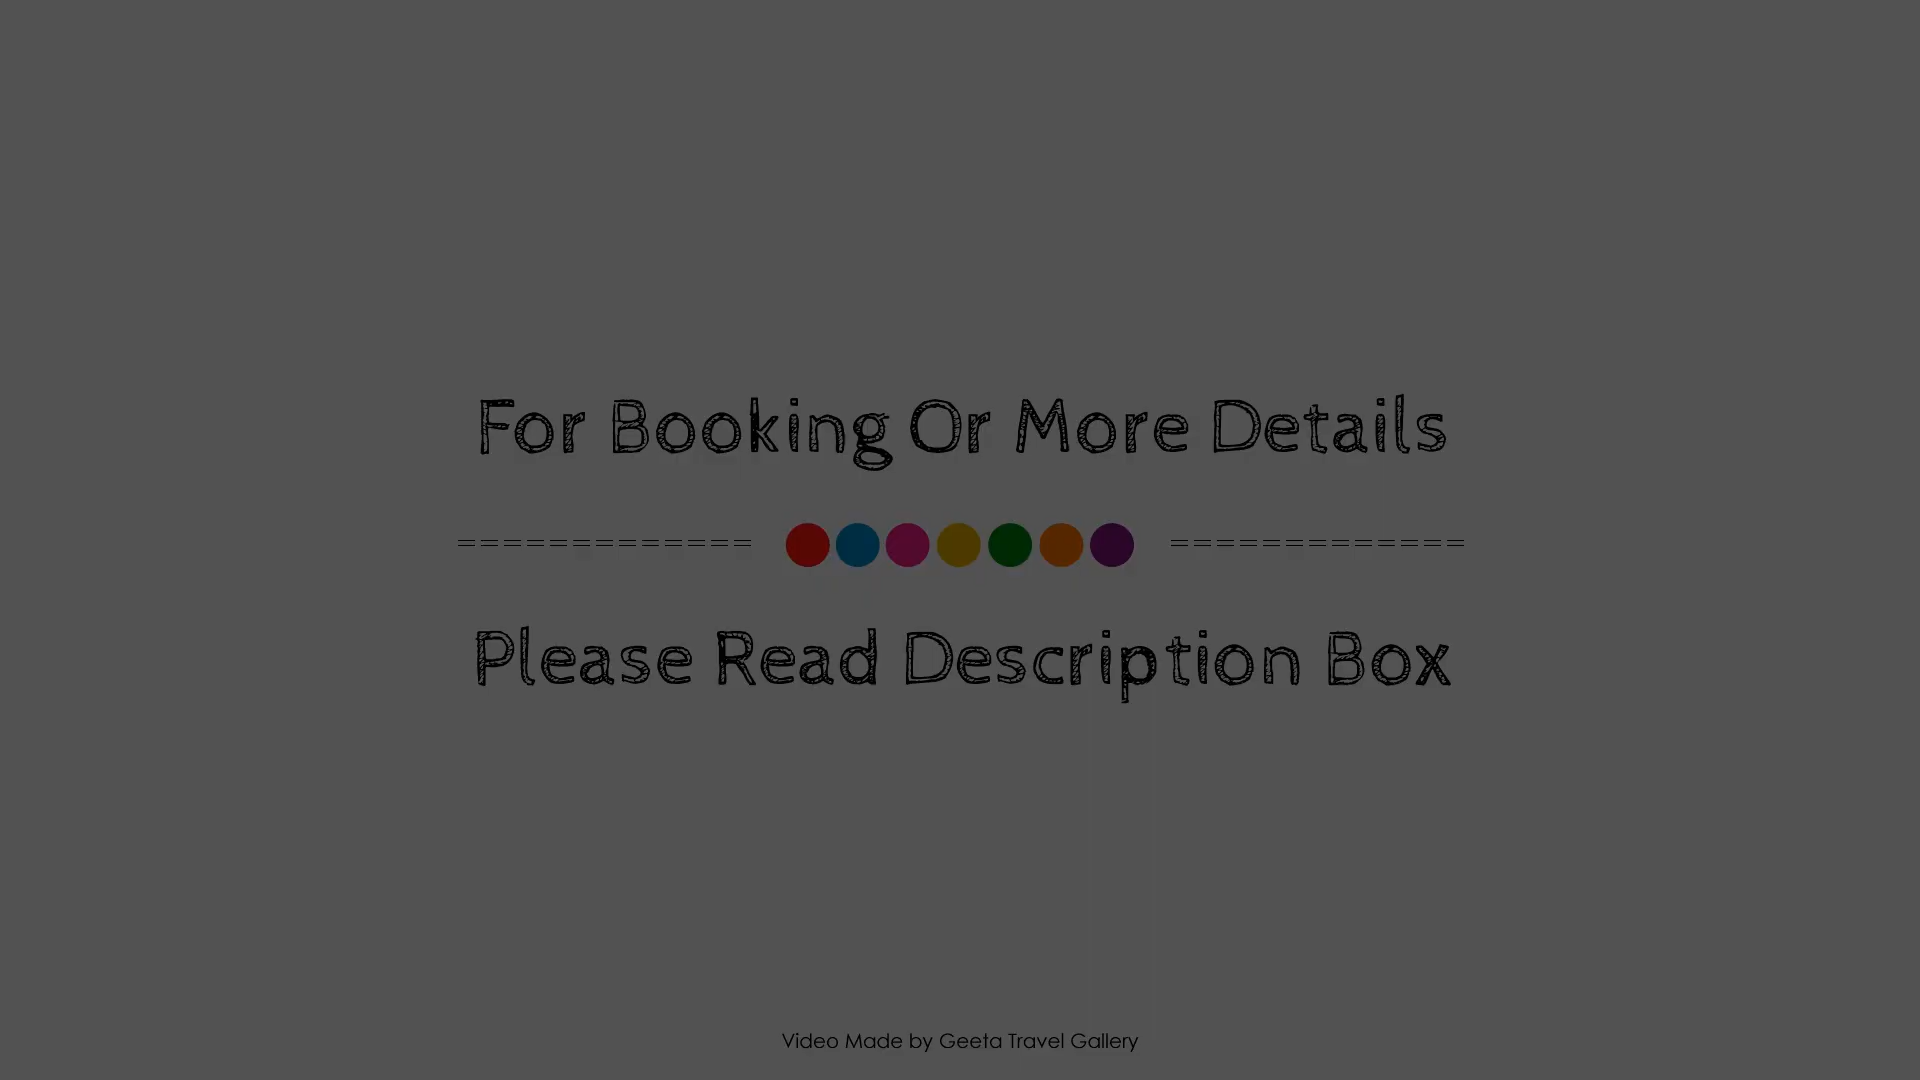 For Booking Or More Details
============= =============
Please Read Description Box
Video Made by Geeta Travel Gallery